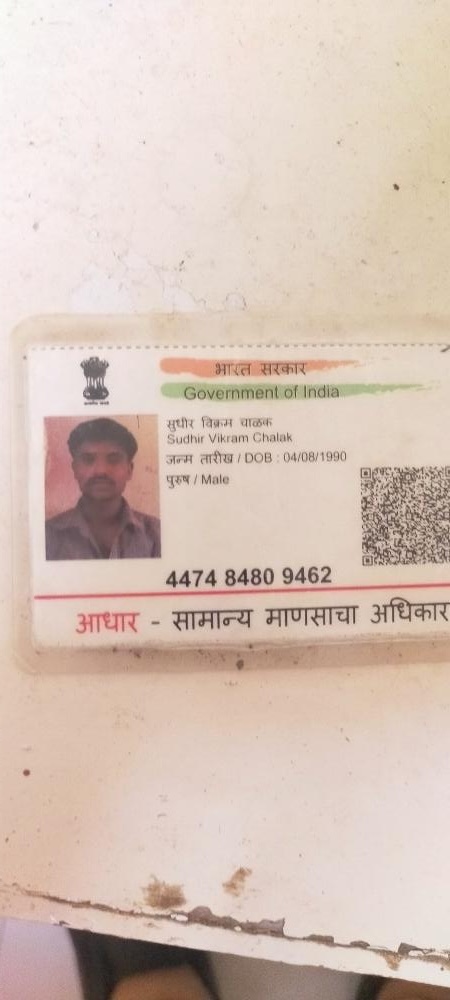 भारत सरकार
Government of India
सुधीर विक्रम चाळक
Sudhir Vikram Chalak
जन्म तारीख / DOB : 04/08/1990
पुरुष / Male
4474 8480 9462
आधार - सामान्य माणसाचा अधिकार